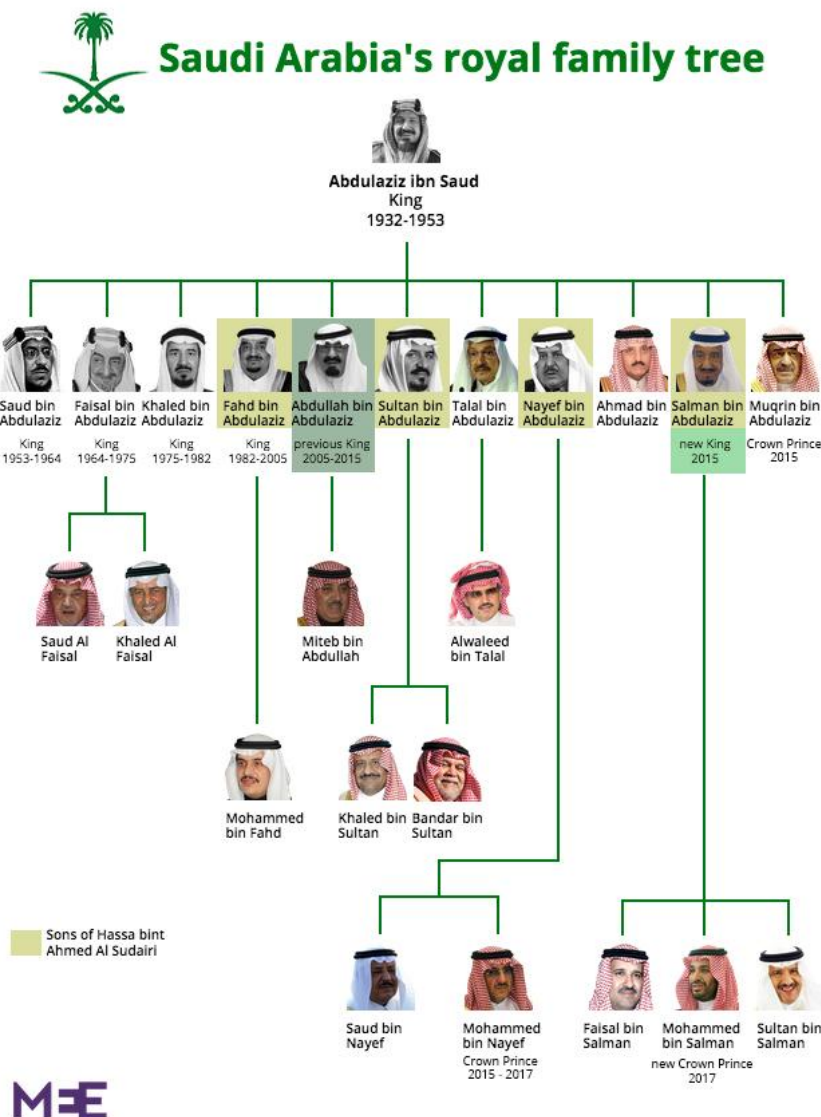 Saudi Arabia's royal family tree
Abdulaziz ibn Saud
King
1932-1953
Saud bin
Abdulaziz
King
1953-1964
Faisal bin
Abdulaziz
King
1964-1975
Khaled bin
Abdulaziz
King
1975-1982
Fahd bin
Abdulaziz
King
1982-2005
Abdullah bin
Abdulaziz
previous King
2005-2015
Sultan bin
Abdulaziz
Talal bin
Abdulaziz
Nayef bin
Abdulaziz
Ahmad bin
Abdulaziz
Salman bin
Abdulaziz
new King
2015
Muqrin bin
Abdulaziz
Crown Prince
2015
Saud Al
Faisal
Khaled Al
Faisal
Miteb bin
Abdullah
Alwaleed
bin Talal
Mohammed
bin Fahd
Khaled bin
Sultan
Bandar bin
Sultan
Sons of Hassa bint
Ahmed Al Sudairi
Saud bin
Nayef
Mohammed
bin Nayef
Crown Prince
2015 - 2017
Faisal bin
Salman
Mohammed
bin Salman
new Crown Prince
2017
Sultan bin
Salman
MEE